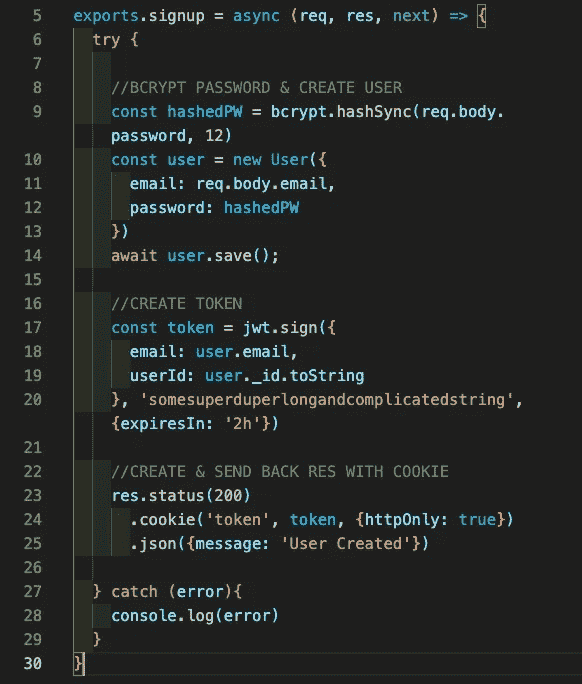 5 exports.signup = async (req, res, next) => {
6 try {
7
8 //BCRYPT PASSWORD & CREATE USER
9 const hashedPW = bcrypt.hashSync(req.body.
password, 12)
10 const user = new User({
11 email: req.body.email,
12 password: hashedPW
13 })
14 await user.save();
15
16 //CREATE TOKEN
17 const token = jwt.sign({
18 email: user.email,
19 userId: user._id.toString
20 }, 'somesuperduperlongandcomplicatedstring',
{expiresIn: '2h'})
21
22 //CREATE & SEND BACK RES WITH COOKIE
23 res.status(200)
24 .cookie('token', token, {httpOnly: true})
25 .json({message: 'User Created'})
26
27 } catch (error){
28 console.log(error)
29 }
30 }